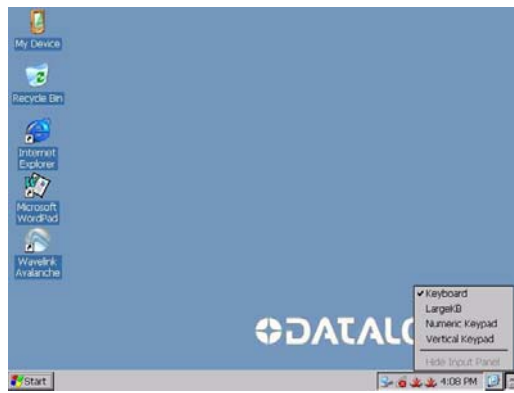 My Device
Recycle Bin
Internet
Explorer
Microsoft
WordPad
Wavelink
Avalanche
DATALO
Keyboard
LargeKB
Numeric Keypad
Vertical Keypad
Hide Input Panel
Start
4:08 PM